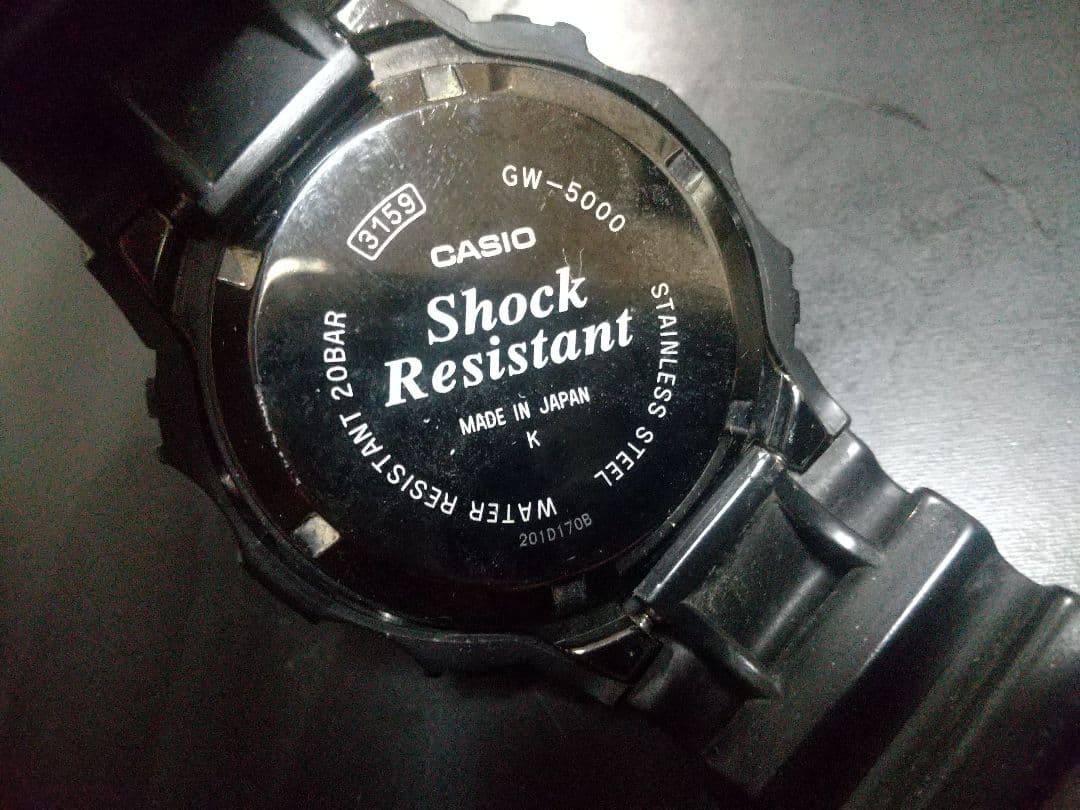 GW-5000
3159
CASIO
Shock
Resistant
MADE IN JAPAN
K
STAINLESS STEEL
WATER RESISTANT 20BAR
201D170B